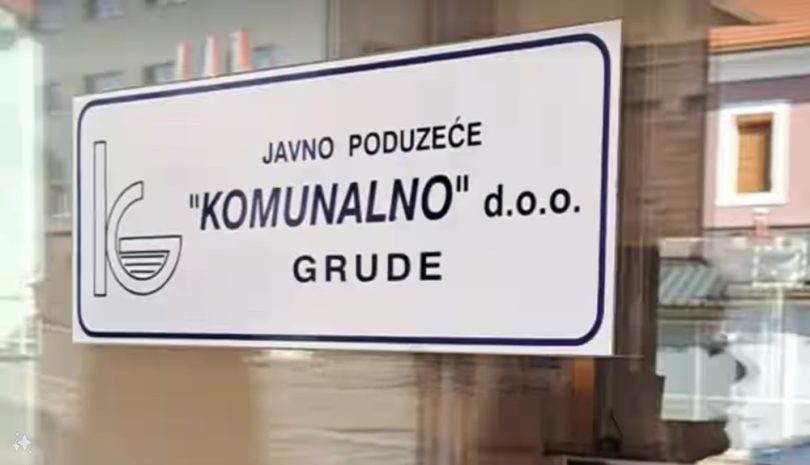 JAVNO PODUZEĆE
"KOMUNALNO" d.o.o.
GRUDE